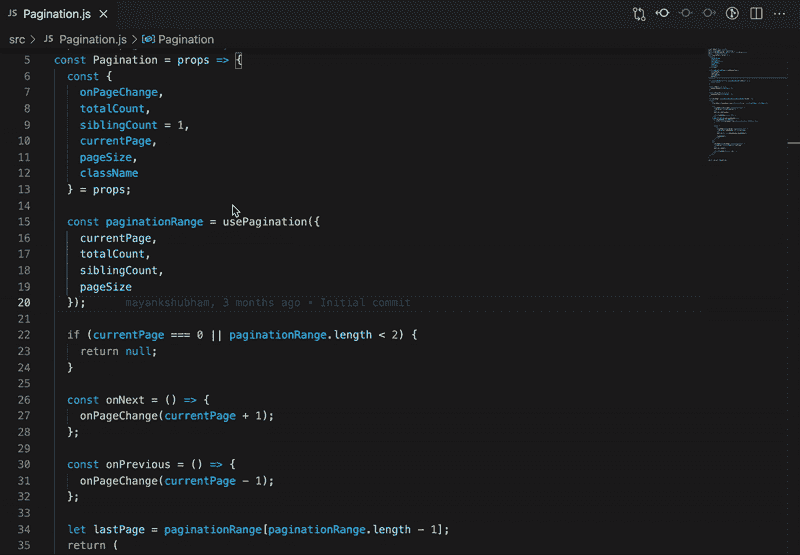 JS Pagination.js ×
src > JS Pagination.js > Pagination
5 const Pagination = props => {
6 const {
7 onPageChange,
8 totalCount,
9 siblingCount = 1,
10 currentPage,
11 pageSize,
12 className
13 } = props;
14
15 const paginationRange = usePagination({
16 currentPage,
17 totalCount,
18 siblingCount,
19 pageSize
20 }); mayankshubham, 3 months ago • Initial commit
21
22 if (currentPage === 0 || paginationRange.length < 2) {
23 return null;
24 }
25
26 const onNext = () => {
27 onPageChange(currentPage + 1);
28 };
29
30 const onPrevious = () => {
31 onPageChange(currentPage - 1);
32 };
33
34 let lastPage = paginationRange[paginationRange.length - 1];
35 return (